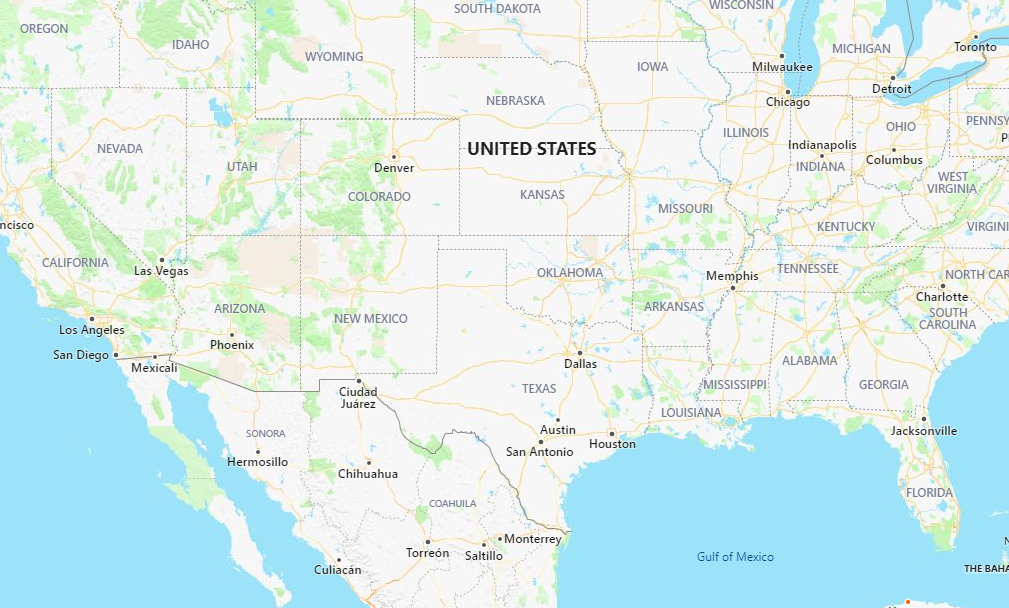 SOUTH DAKOTA
WISCONSIN
OREGON
IDAHO
WYOMING
MICHIGAN
Toronto
IOWA
Milwaukee
Detroit
NEBRASKA
Chicago
PENNSY
NEVADA
UNITED STATES
ILLINOIS
Indianapolis
OHIO
P
UTAH
Denver
INDIANA
Columbus
COLORADO
KANSAS
MISSOURI
WEST
VIRGINIA
ncisco
KENTUCKY
VIRGINI
CALIFORNIA
Las Vegas
OKLAHOMA
Memphis
TENNESSEE
NORTH CAR
ARIZONA
NEW MEXICO
ARKANSAS
Charlotte
SOUTH
CAROLINA
Los Angeles
Phoenix
San Diego
Mexicali
Dallas
ALABAMA
Ciudad
Juárez
TEXAS
MISSISSIPPI
GEORGIA
LOUISIANA
SONORA
Austin
Houston
Jacksonville
San Antonio
Hermosillo
Chihuahua
COAHUILA
FLORIDA
Monterrey
N
Torreón
Saltillo
Gulf of Mexico
Culiacán
THE BAHA